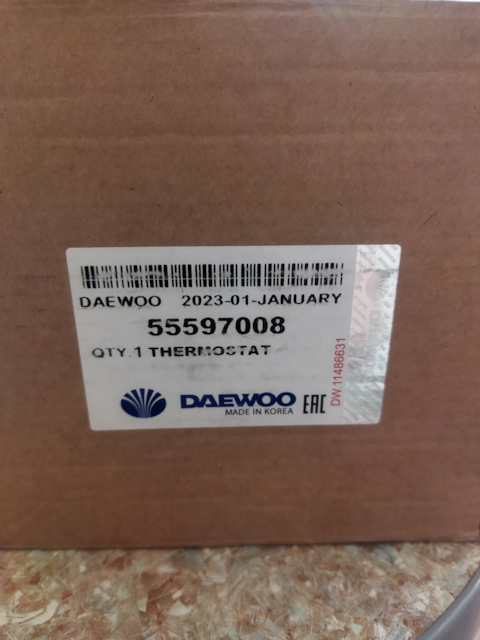 DAEWOO 2023-01-JANUARY
55597008
QTY.1 THERMOSTAT
DAEWOO
MADE IN KOREA
EAC
DW.11486631